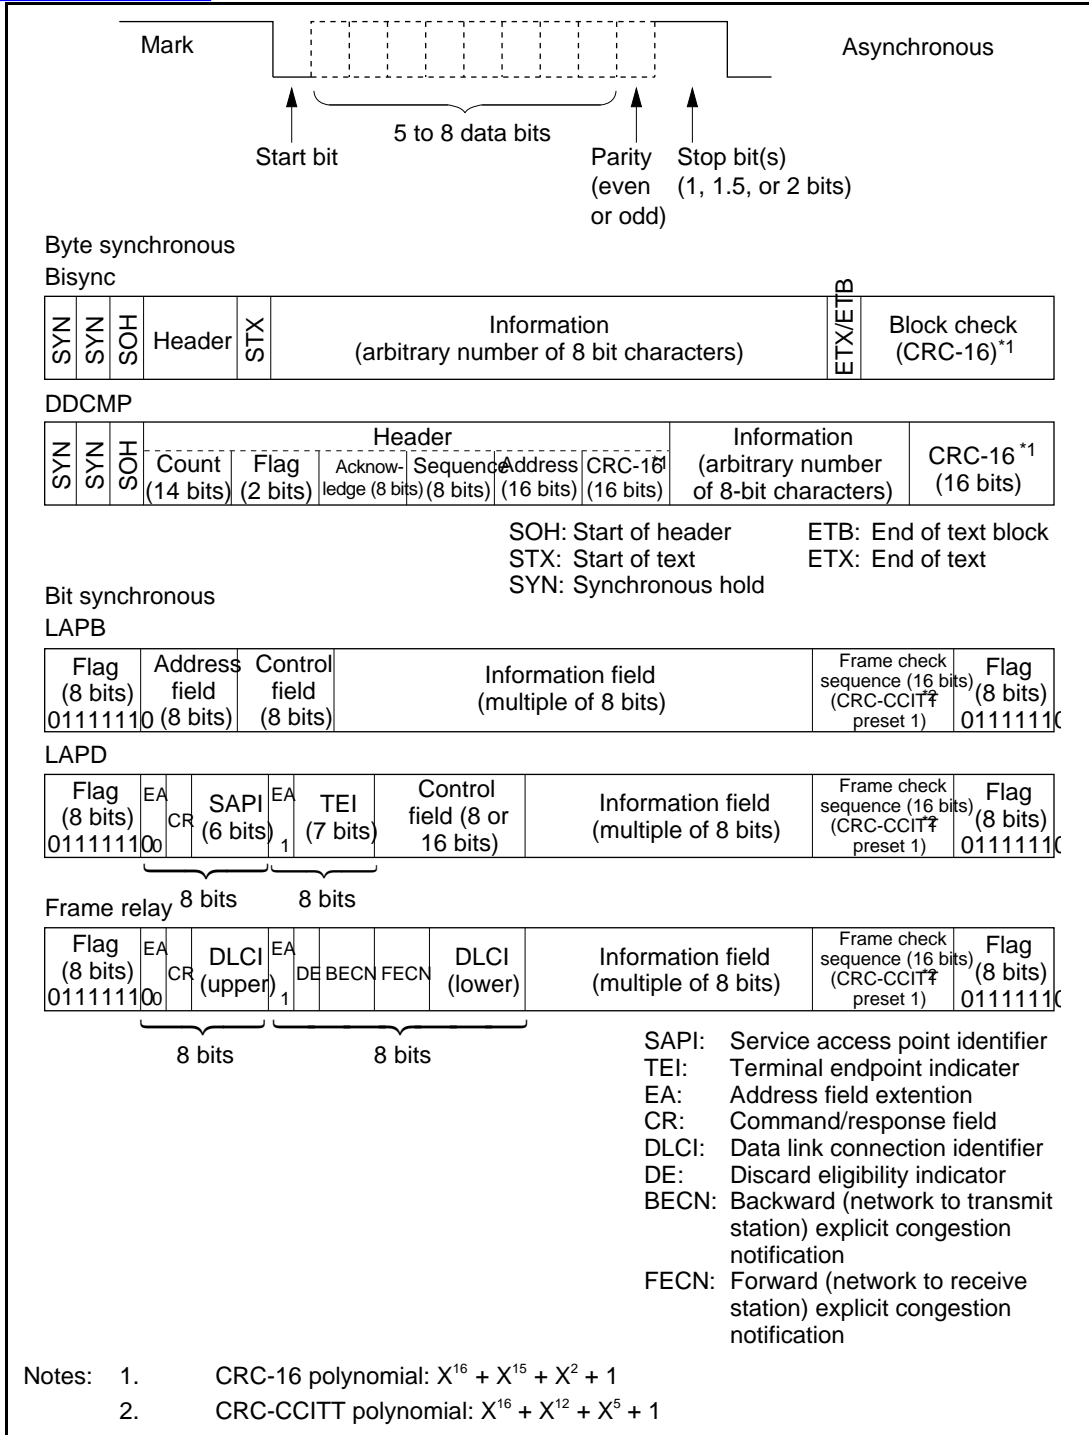 Mark
Asynchronous
5 to 8 data bits
Start bit
Parity
(even
or odd)
Stop bit(s)
(1, 1.5, or 2 bits)
Byte synchronous
Bisync
SYN
SYN
SOH
Header
STX
Information
(arbitrary number of 8 bit characters)
ETX/ETB
Block check
(CRC-16)*1
DDCMP
SYN
SYN
SOH
Header
Count
(14 bits)
Flag
(2 bits)
Acknow-
ledge (8 bits)
Sequence
(8 bits)
Address
(16 bits)
CRC-16*1
(16 bits)
Information
(arbitrary number
of 8-bit characters)
CRC-16*1
(16 bits)
SOH: Start of header
STX: Start of text
SYN: Synchronous hold
ETB: End of text block
ETX: End of text
Bit synchronous
LAPB
Flag
(8 bits)
01111110
Address
field
(8 bits)
Control
field
(8 bits)
Information field
(multiple of 8 bits)
Frame check
sequence (16 bits)
(CRC-CCITT*2
preset 1)
Flag
(8 bits)
01111110
LAPD
Flag
(8 bits)
01111110
EA
0
CR
SAPI
(6 bits)
EA
1
TEI
(7 bits)
Control
field (8 or
16 bits)
Information field
(multiple of 8 bits)
Frame check
sequence (16 bits)
(CRC-CCITT*2
preset 1)
Flag
(8 bits)
01111110
8 bits
8 bits
Frame relay
Flag
(8 bits)
01111110
EA
0
CR
DLCI
(upper)
EA
1
DE
BECN
FECN
DLCI
(lower)
Information field
(multiple of 8 bits)
Frame check
sequence (16 bits)
(CRC-CCITT*2
preset 1)
Flag
(8 bits)
01111110
8 bits
8 bits
SAPI: Service access point identifier
TEI: Terminal endpoint indicater
EA: Address field extention
CR: Command/response field
DLCI: Data link connection identifier
DE: Discard eligibility indicator
BECN: Backward (network to transmit
station) explicit congestion
notification
FECN: Forward (network to receive
station) explicit congestion
notification
Notes: 1. CRC-16 polynomial: X¹⁶ + X¹⁵ + X² + 1
2. CRC-CCITT polynomial: X¹⁶ + X¹² + X⁵ + 1